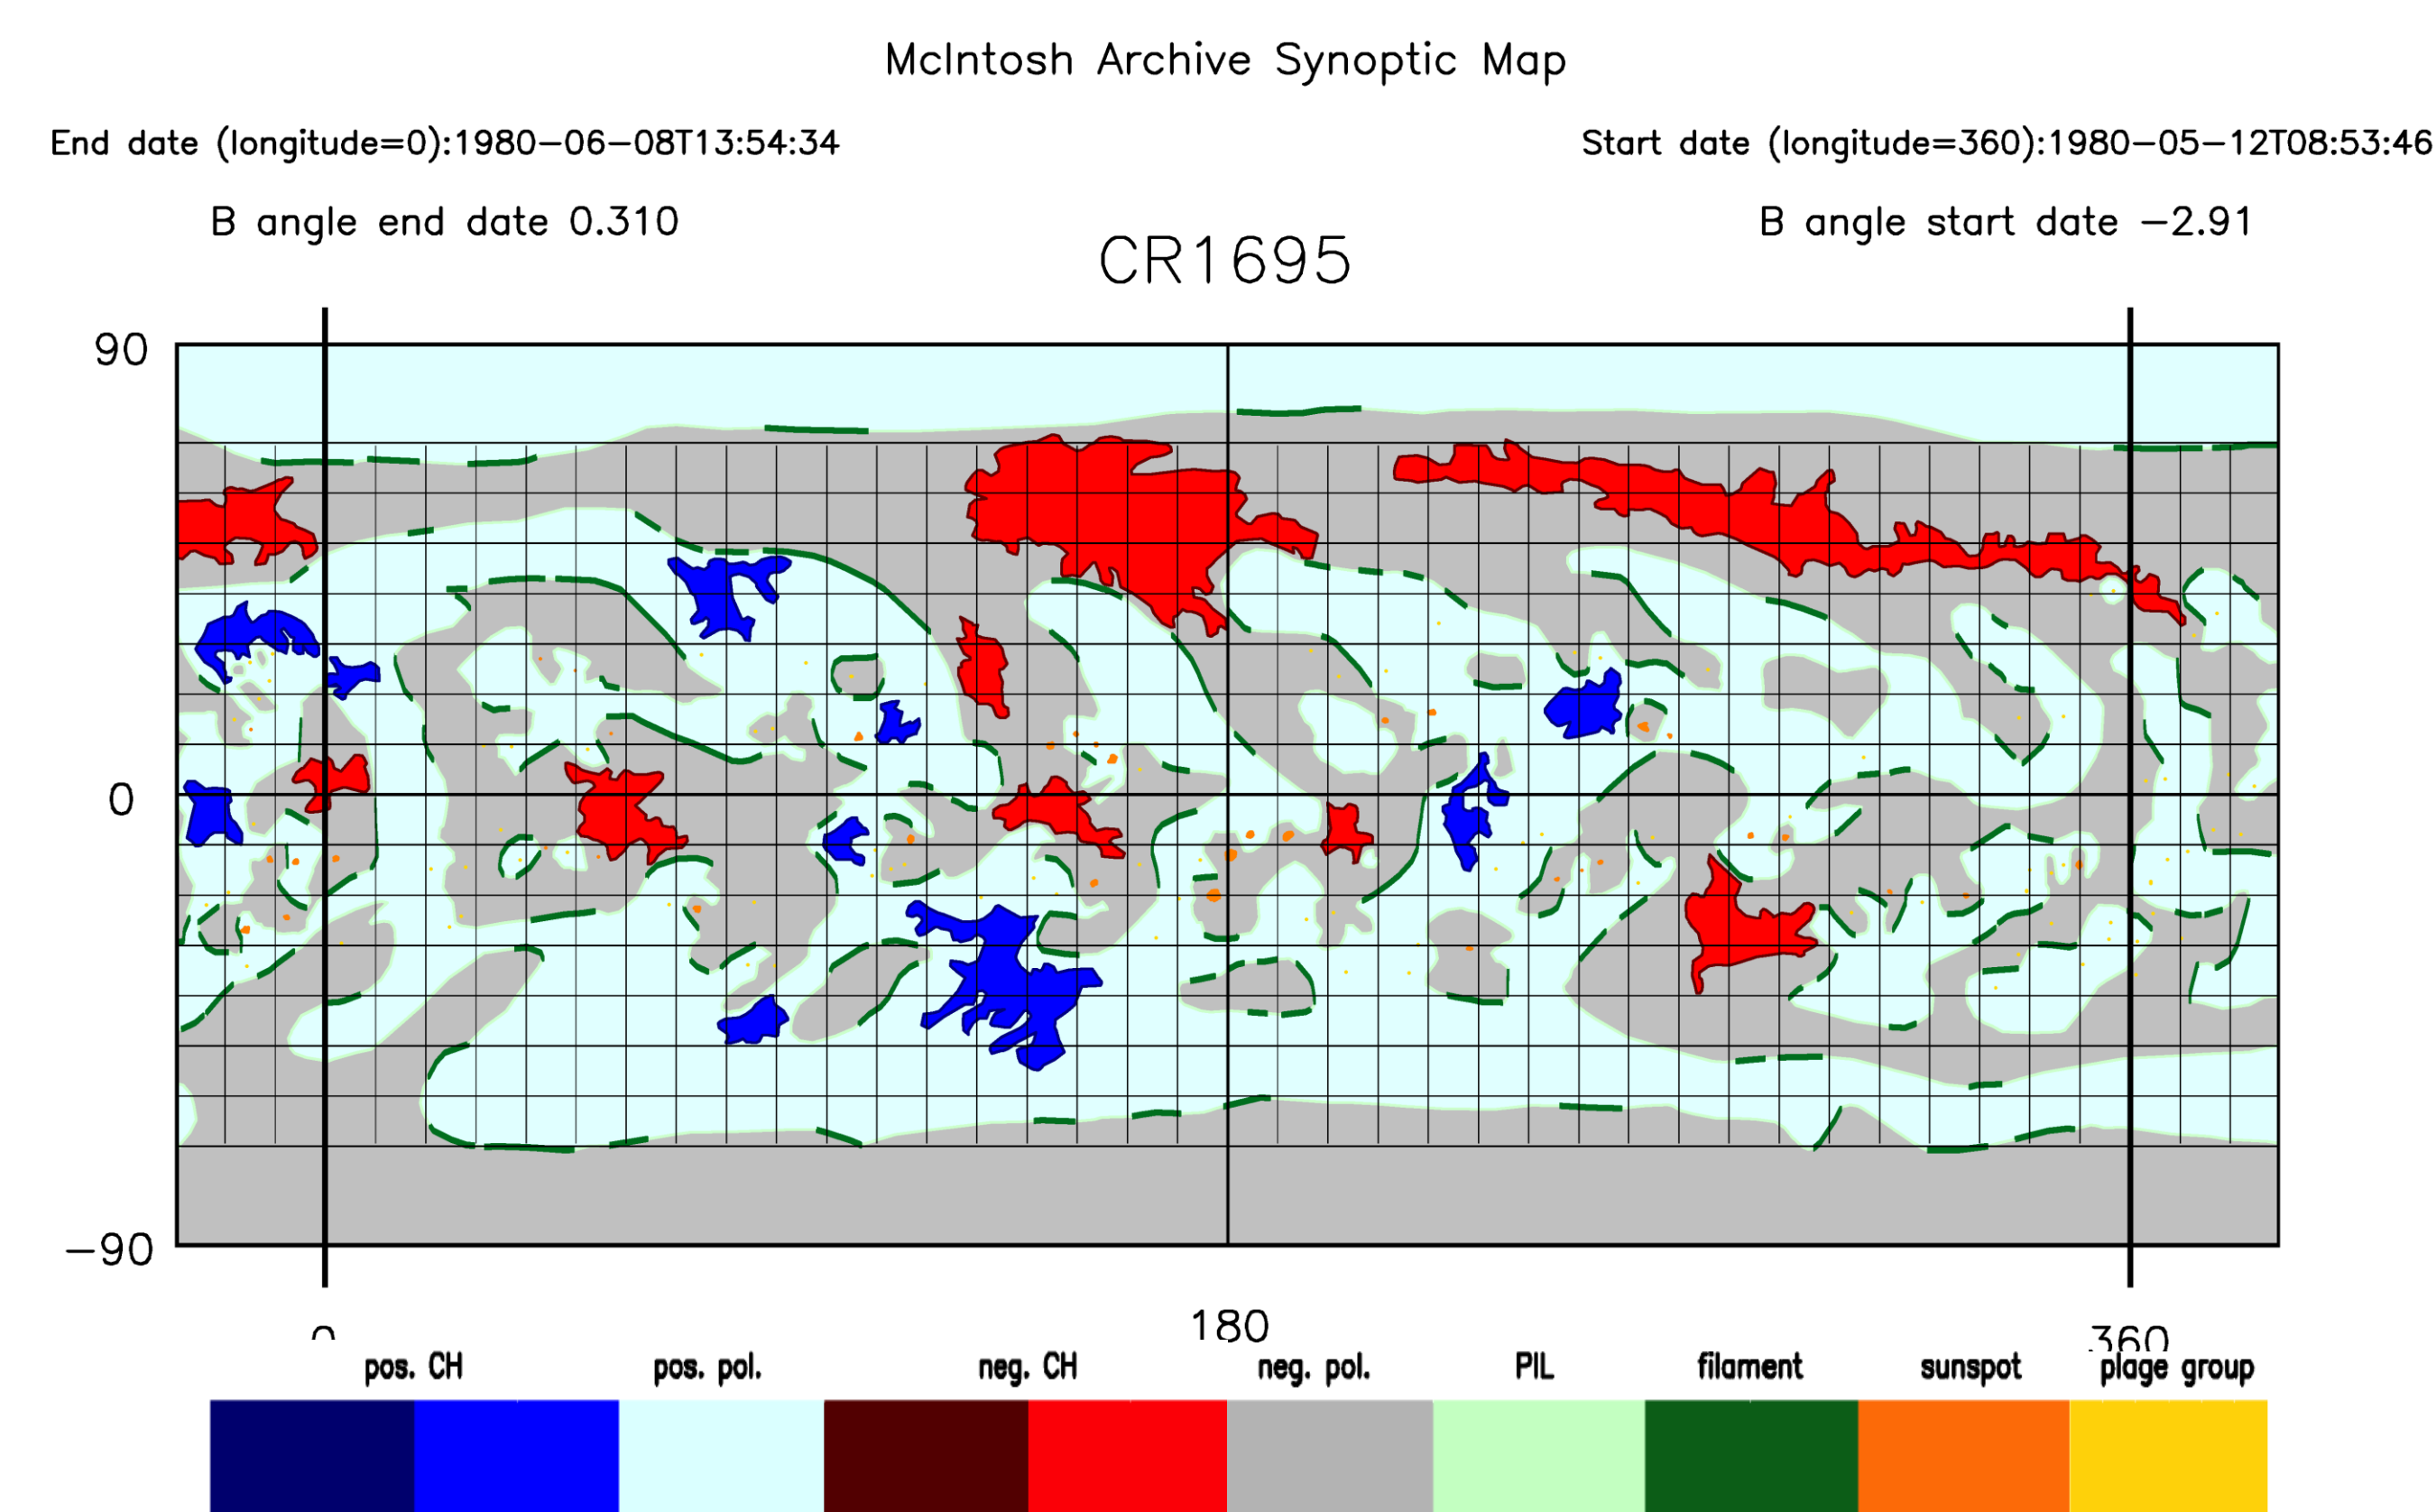 McIntosh Archive Synoptic Map
End date (longitude=0):1980-06-08T13:54:34
Start date (longitude=360):1980-05-12T08:53:46
B angle end date 0.310
B angle start date -2.91
CR1695
90
0
-90
0
180
360
pos. CH
pos. pol.
neg. CH
neg. pol.
PIL
filament
sunspot
plage group